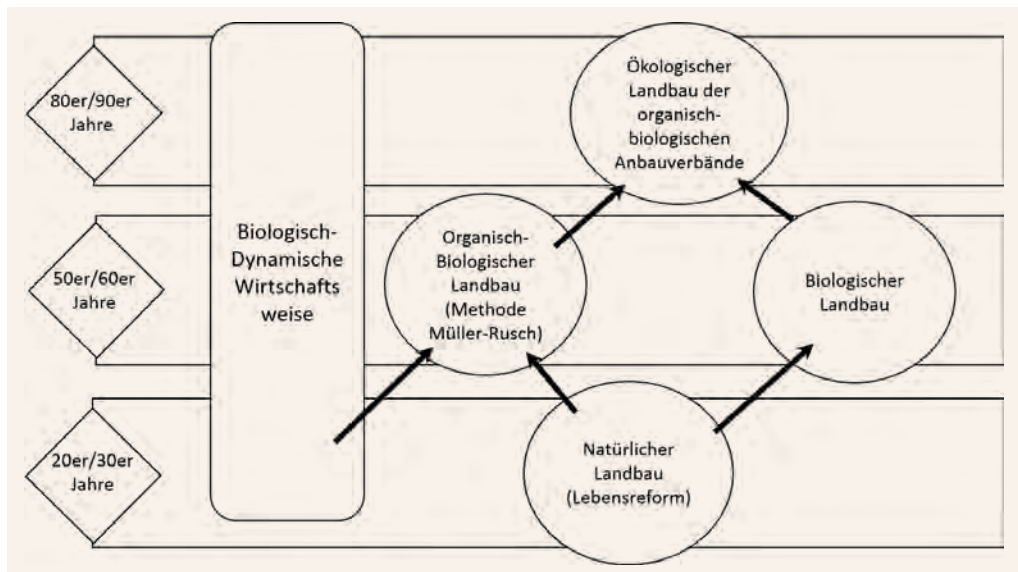 80er/90er
Jahre
Ökologischer
Landbau der
organisch-
biologischen
Anbauverbände
50er/60er
Jahre
Biologisch-
Dynamische
Wirtschafts
weise
Organisch-
Biologischer
Landbau
(Methode
Müller-Rusch)
Biologischer
Landbau
20er/30er
Jahre
Natürlicher
Landbau
(Lebensreform)